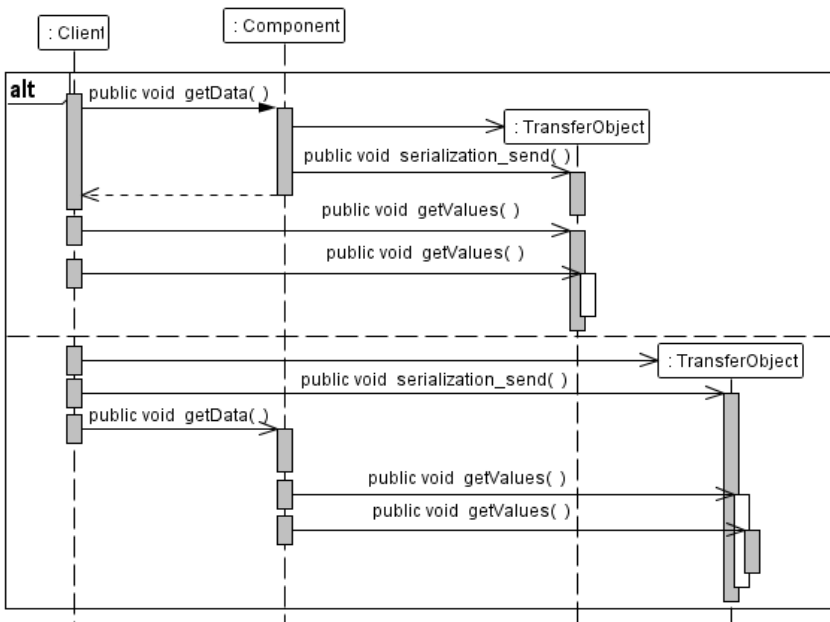 : Client
: Component
alt
public void getData( )
: TransferObject
public void serialization_send( )
public void getValues( )
public void getValues( )
: TransferObject
public void serialization_send( )
public void getData( )
public void getValues( )
public void getValues( )